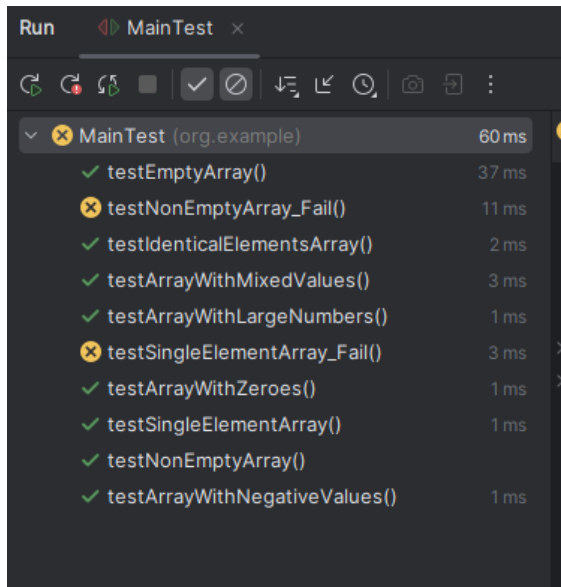 Run MainTest
MainTest (org.example) 60 ms
testEmptyArray() 37 ms
testNonEmptyArray_Fail() 11 ms
testIdenticalElementsArray() 2 ms
testArrayWithMixedValues() 3 ms
testArrayWithLargeNumbers() 1 ms
testSingleElementArray_Fail() 3 ms
testArrayWithZeroes() 1 ms
testSingleElementArray() 1 ms
testNonEmptyArray()
testArrayWithNegativeValues() 1 ms